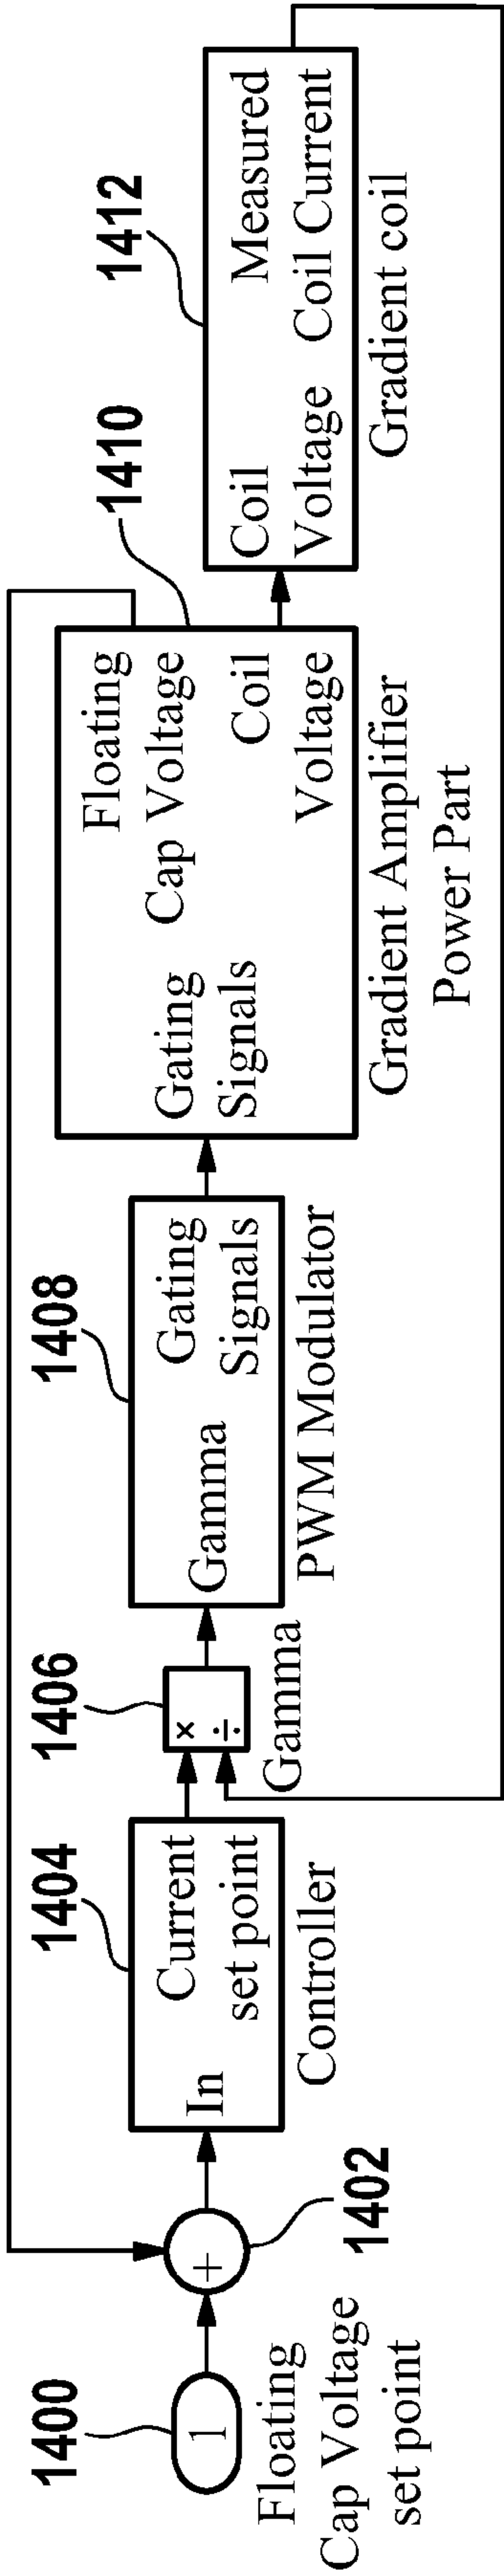 1400
1
Floating
Cap Voltage
set point
+
1402
1404
In
Current
set point
Controller
1406
×
÷
Gamma
1408
Gamma
Gating
Signals
PWM Modulator
1410
Gating
Signals
Floating
Cap Voltage
Coil
Voltage
Gradient Amplifier
Power Part
1412
Coil
Voltage
Measured
Coil Current
Gradient coil